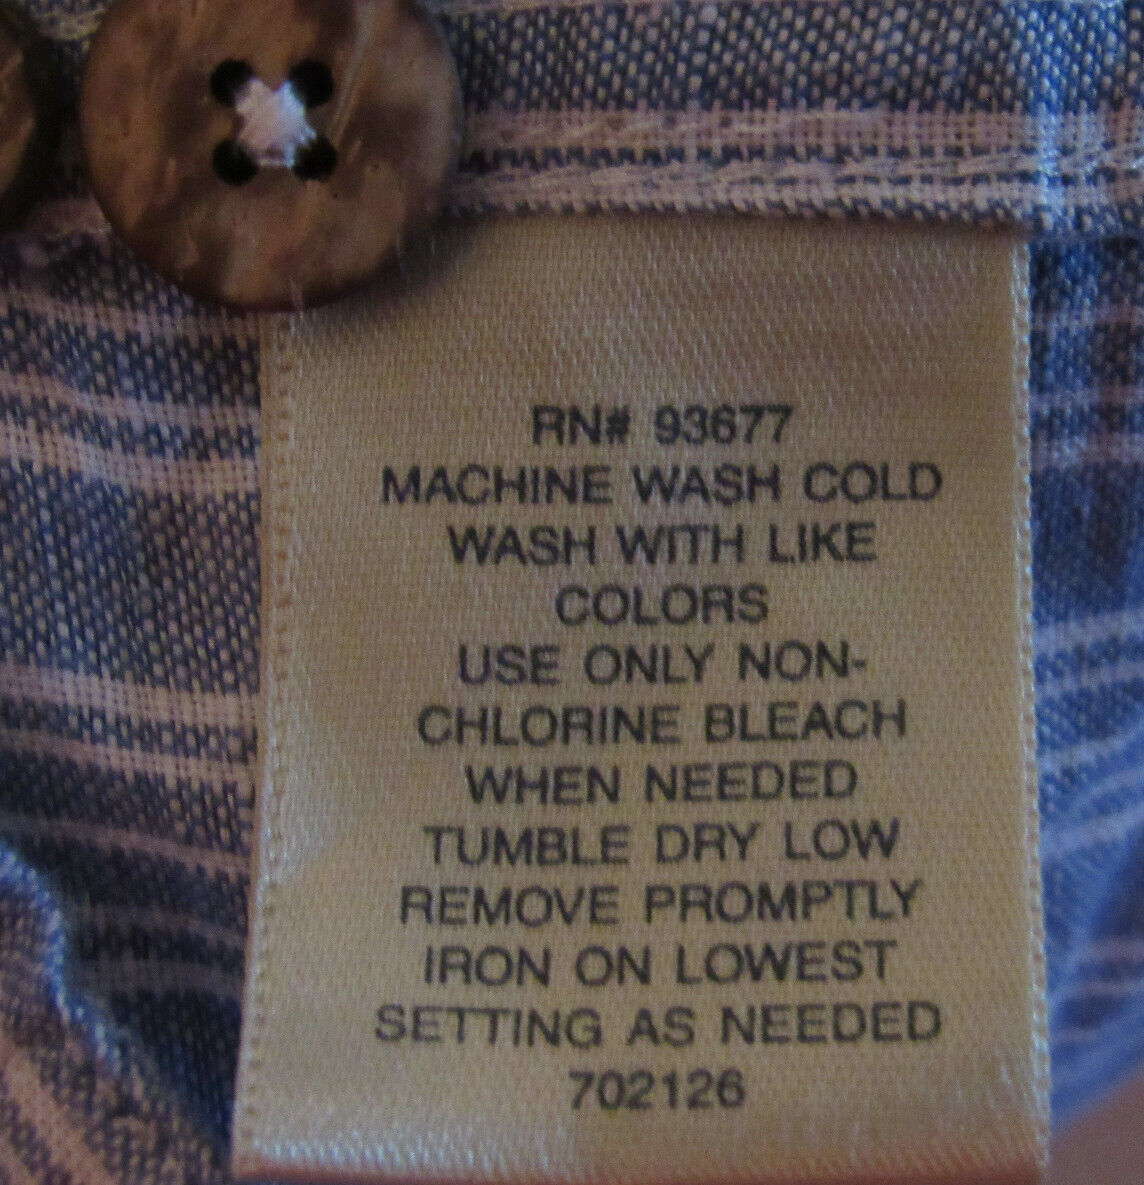 RN# 93677
MACHINE WASH COLD
WASH WITH LIKE
COLORS
USE ONLY NON-
CHLORINE BLEACH
WHEN NEEDED
TUMBLE DRY LOW
REMOVE PROMPTLY
IRON ON LOWEST
SETTING AS NEEDED
702126